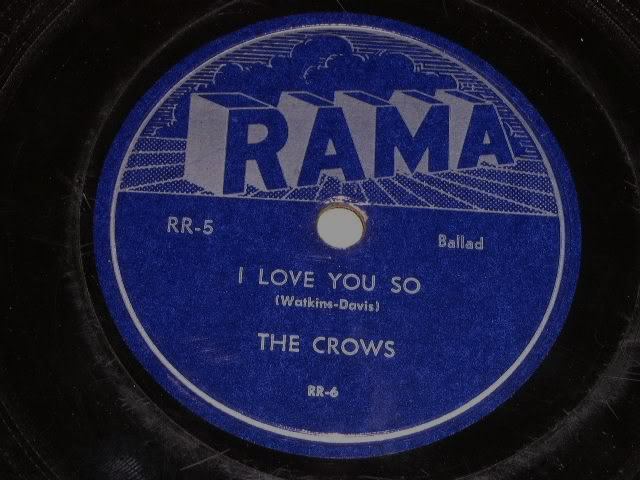 RAMA
RR-5
Ballad
I LOVE YOU SO
(Watkins-Davis)
THE CROWS
RR-6